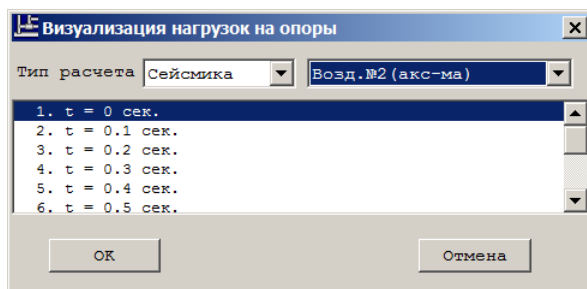 Визуализация нагрузок на опоры
Тип расчета Сейсмика Возд.№2(акс-ма)
1. t = 0 сек.
2. t = 0.1 сек.
3. t = 0.2 сек.
4. t = 0.3 сек.
5. t = 0.4 сек.
6. t = 0.5 сек.
OK Отмена